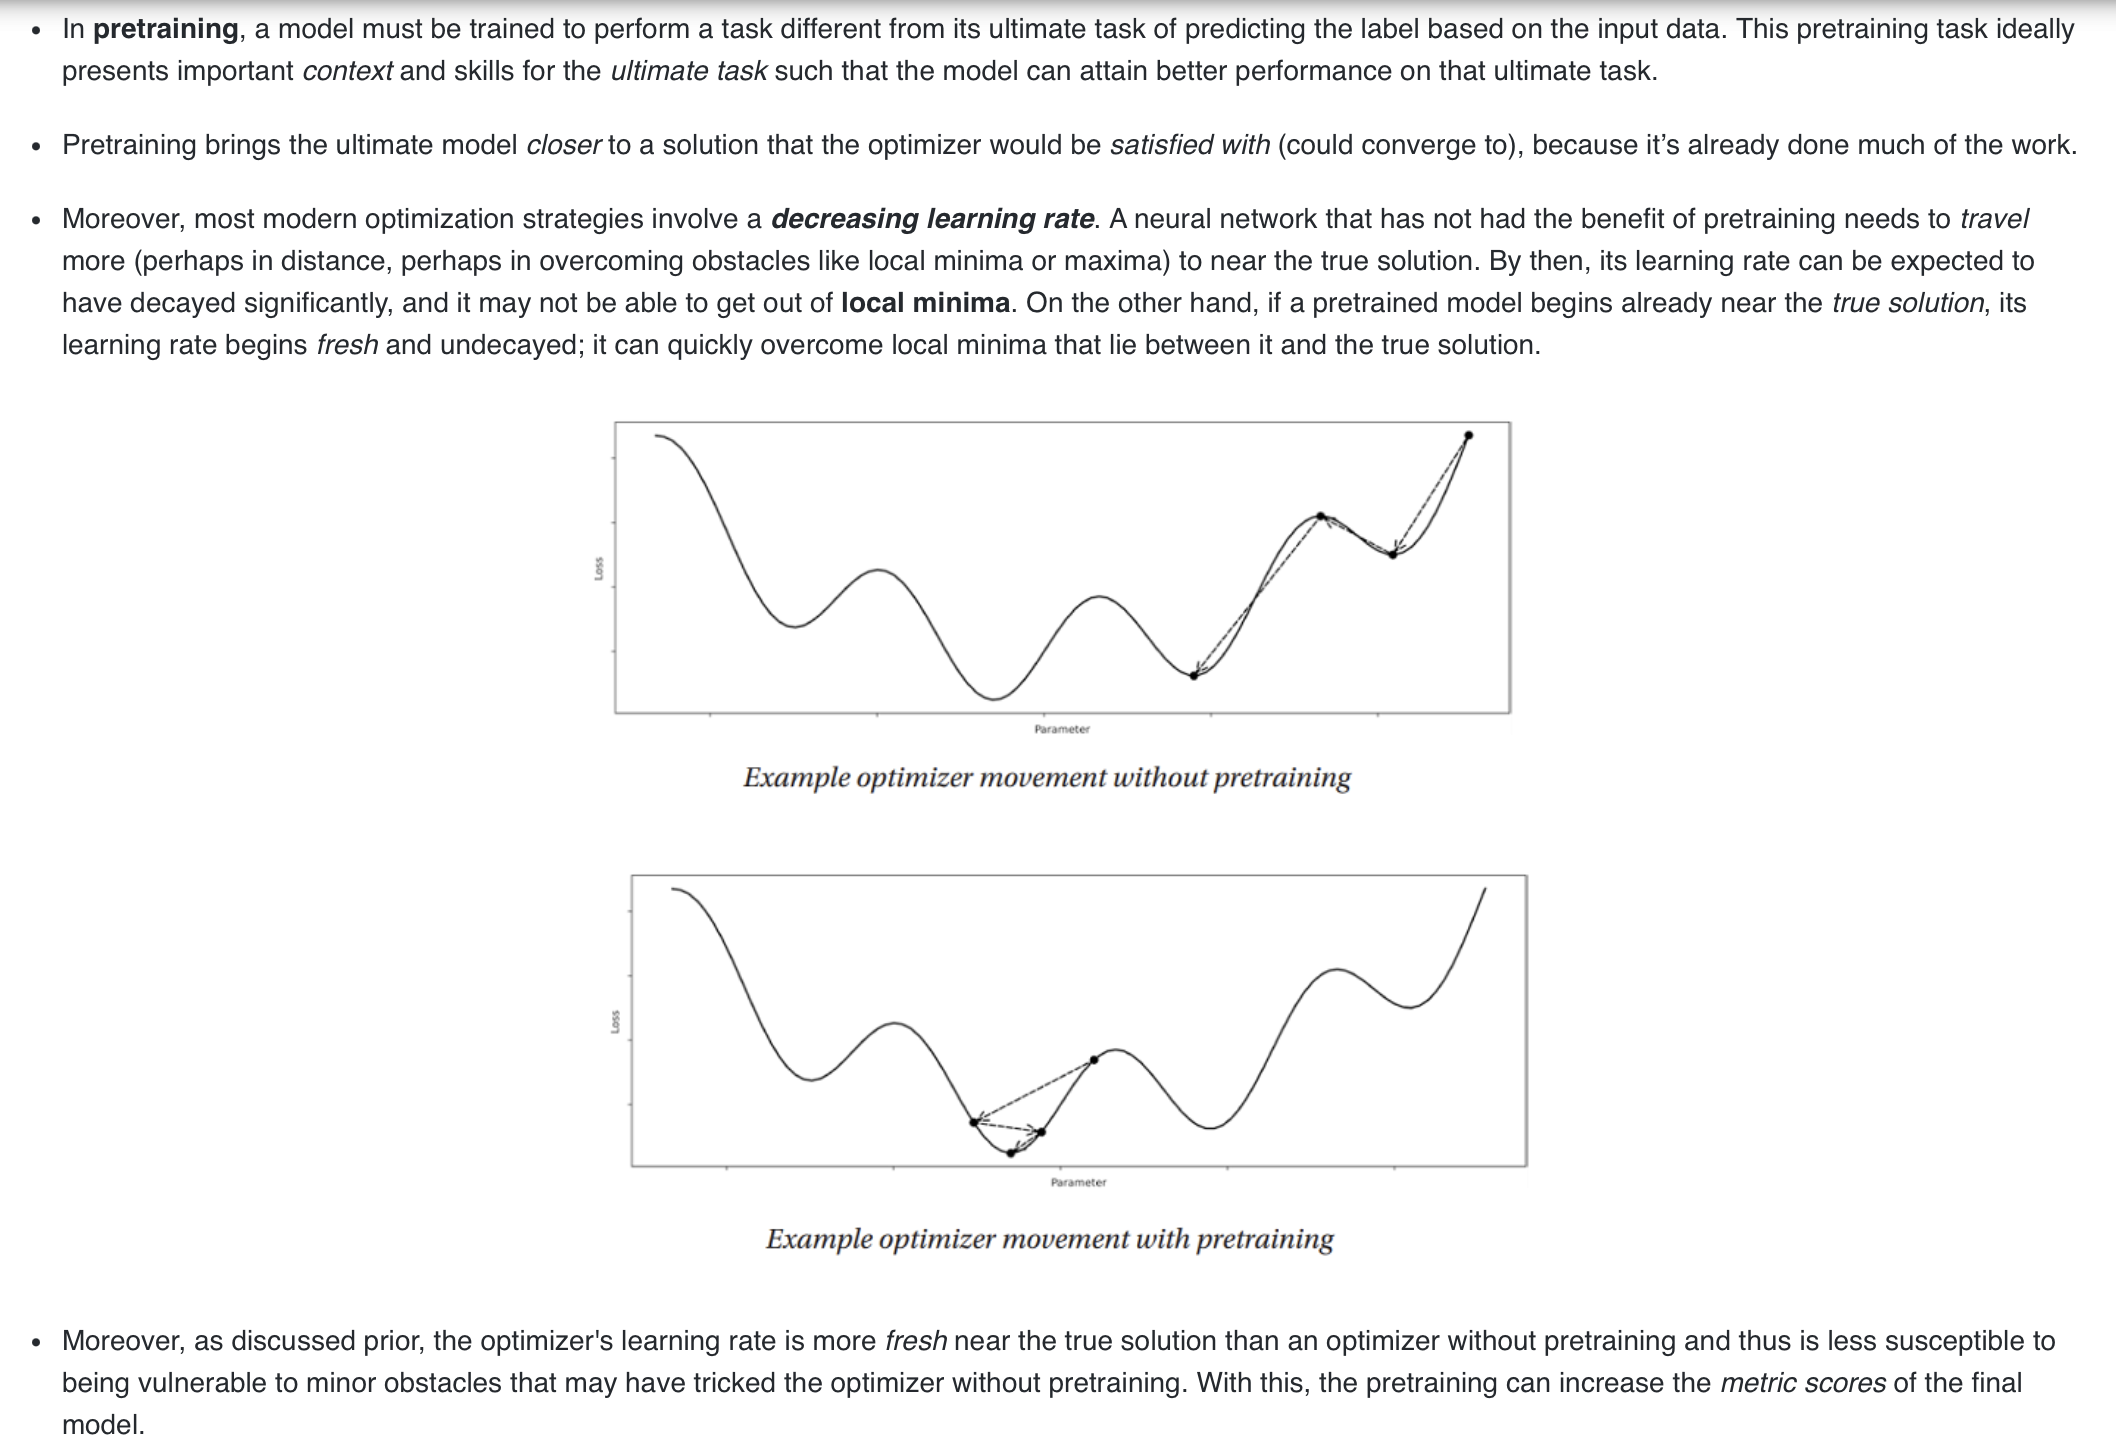 • In pretraining, a model must be trained to perform a task different from its ultimate task of predicting the label based on the input data. This pretraining task ideally
presents important context and skills for the ultimate task such that the model can attain better performance on that ultimate task.
• Pretraining brings the ultimate model closer to a solution that the optimizer would be satisfied with (could converge to), because it’s already done much of the work.
• Moreover, most modern optimization strategies involve a decreasing learning rate. A neural network that has not had the benefit of pretraining needs to travel
more (perhaps in distance, perhaps in overcoming obstacles like local minima or maxima) to near the true solution. By then, its learning rate can be expected to
have decayed significantly, and it may not be able to get out of local minima. On the other hand, if a pretrained model begins already near the true solution, its
learning rate begins fresh and undecayed; it can quickly overcome local minima that lie between it and the true solution.
Loss
Parameter
Example optimizer movement without pretraining
Loss
Parameter
Example optimizer movement with pretraining
• Moreover, as discussed prior, the optimizer's learning rate is more fresh near the true solution than an optimizer without pretraining and thus is less susceptible to
being vulnerable to minor obstacles that may have tricked the optimizer without pretraining. With this, the pretraining can increase the metric scores of the final
model.